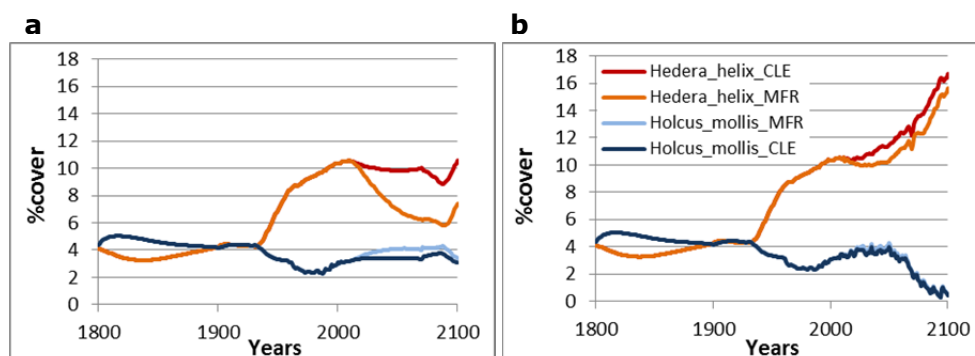 a
18
16
14
12
10
8
6
4
2
0
%cover
1800 1900 2000 2100
Years
b
18
16
14
12
10
8
6
4
2
0
%cover
Hedera_helix_CLE
Hedera_helix_MFR
Holcus_mollis_MFR
Holcus_mollis_CLE
1800 1900 2000 2100
Years